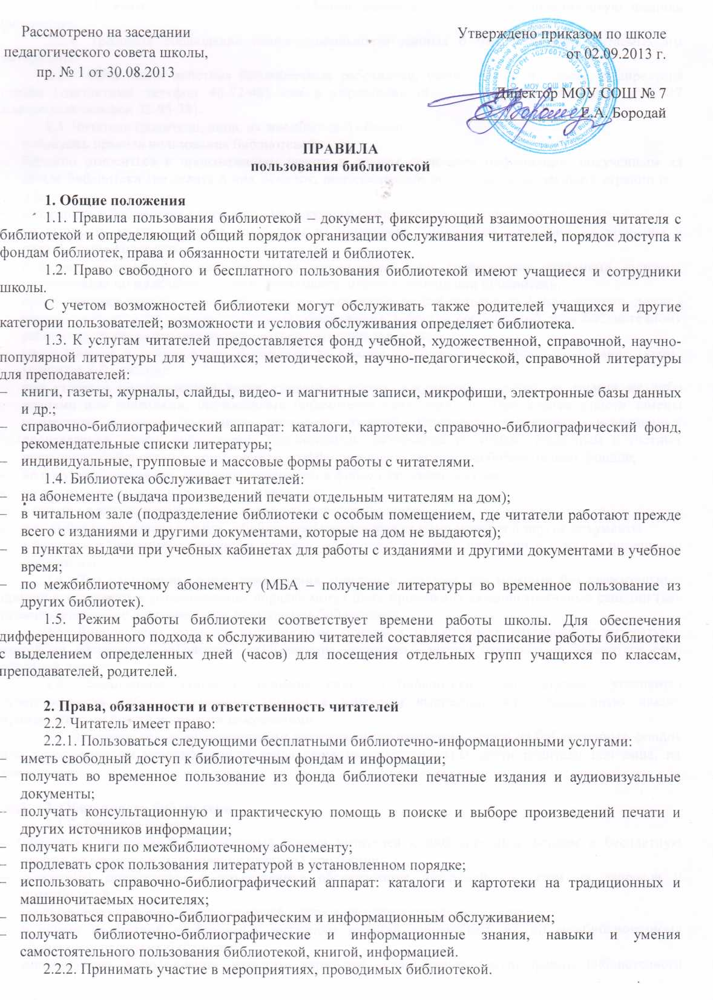 Рассмотрено на заседании
педагогического совета школы,
пр. № 1 от 30.08.2013
Утверждено приказом по школе
от 02.09.2013 г.
Директор МОУ СОШ № 7
Е.А. Бородай
МОУ СОШ №7
ПРАВИЛА
пользования библиотекой
1. Общие положения
1.1. Правила пользования библиотекой – документ, фиксирующий взаимоотношения читателя с
библиотекой и определяющий общий порядок организации обслуживания читателей, порядок доступа к
фондам библиотек, права и обязанности читателей и библиотек.
1.2. Право свободного и бесплатного пользования библиотекой имеют учащиеся и сотрудники
школы.
С учетом возможностей библиотеки могут обслуживать также родителей учащихся и другие
категории пользователей; возможности и условия обслуживания определяет библиотека.
1.3. К услугам читателей предоставляется фонд учебной, художественной, справочной, научно-
популярной литературы для учащихся; методической, научно-педагогической, справочной литературы
для преподавателей:
– книги, газеты, журналы, слайды, видео- и магнитные записи, микрофиши, электронные базы данных
и др.;
– справочно-библиографический аппарат: каталоги, картотеки, справочно-библиографический фонд,
рекомендательные списки литературы;
– индивидуальные, групповые и массовые формы работы с читателями.
1.4. Библиотека обслуживает читателей:
– на абонементе (выдача произведений печати отдельным читателям на дом);
– в читальном зале (подразделение библиотеки с особым помещением, где читатели работают прежде
всего с изданиями и другими документами, которые на дом не выдаются);
– в пунктах выдачи при учебных кабинетах для работы с изданиями и другими документами в учебное
время;
– по межбиблиотечному абонементу (МБА – получение литературы во временное пользование из
других библиотек).
1.5. Режим работы библиотеки соответствует времени работы школы. Для обеспечения
дифференцированного подхода к обслуживанию читателей составляется расписание работы библиотеки
с выделением определенных дней (часов) для посещения отдельных групп учащихся по классам,
преподавателей, родителей.
2. Права, обязанности и ответственность читателей
2.2. Читатель имеет право:
2.2.1. Пользоваться следующими бесплатными библиотечно-информационными услугами:
– иметь свободный доступ к библиотечным фондам и информации;
– получать во временное пользование из фонда библиотеки печатные издания и аудиовизуальные
документы;
– получать консультационную и практическую помощь в поиске и выборе произведений печати и
других источников информации;
– получать книги по межбиблиотечному абонементу;
– продлевать срок пользования литературой в установленном порядке;
– использовать справочно-библиографический аппарат: каталоги и картотеки на традиционных и
машиночитаемых носителях;
– пользоваться справочно-библиографическим и информационным обслуживанием;
– получать библиотечно-библиографические и информационные знания, навыки и умения
самостоятельного пользования библиотекой, книгой, информацией.
2.2.2. Принимать участие в мероприятиях, проводимых библиотекой.